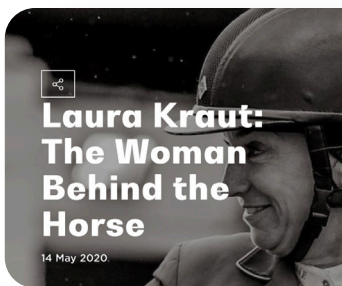 Laura Kraut:
The Woman
Behind the
Horse
14 May 2020.